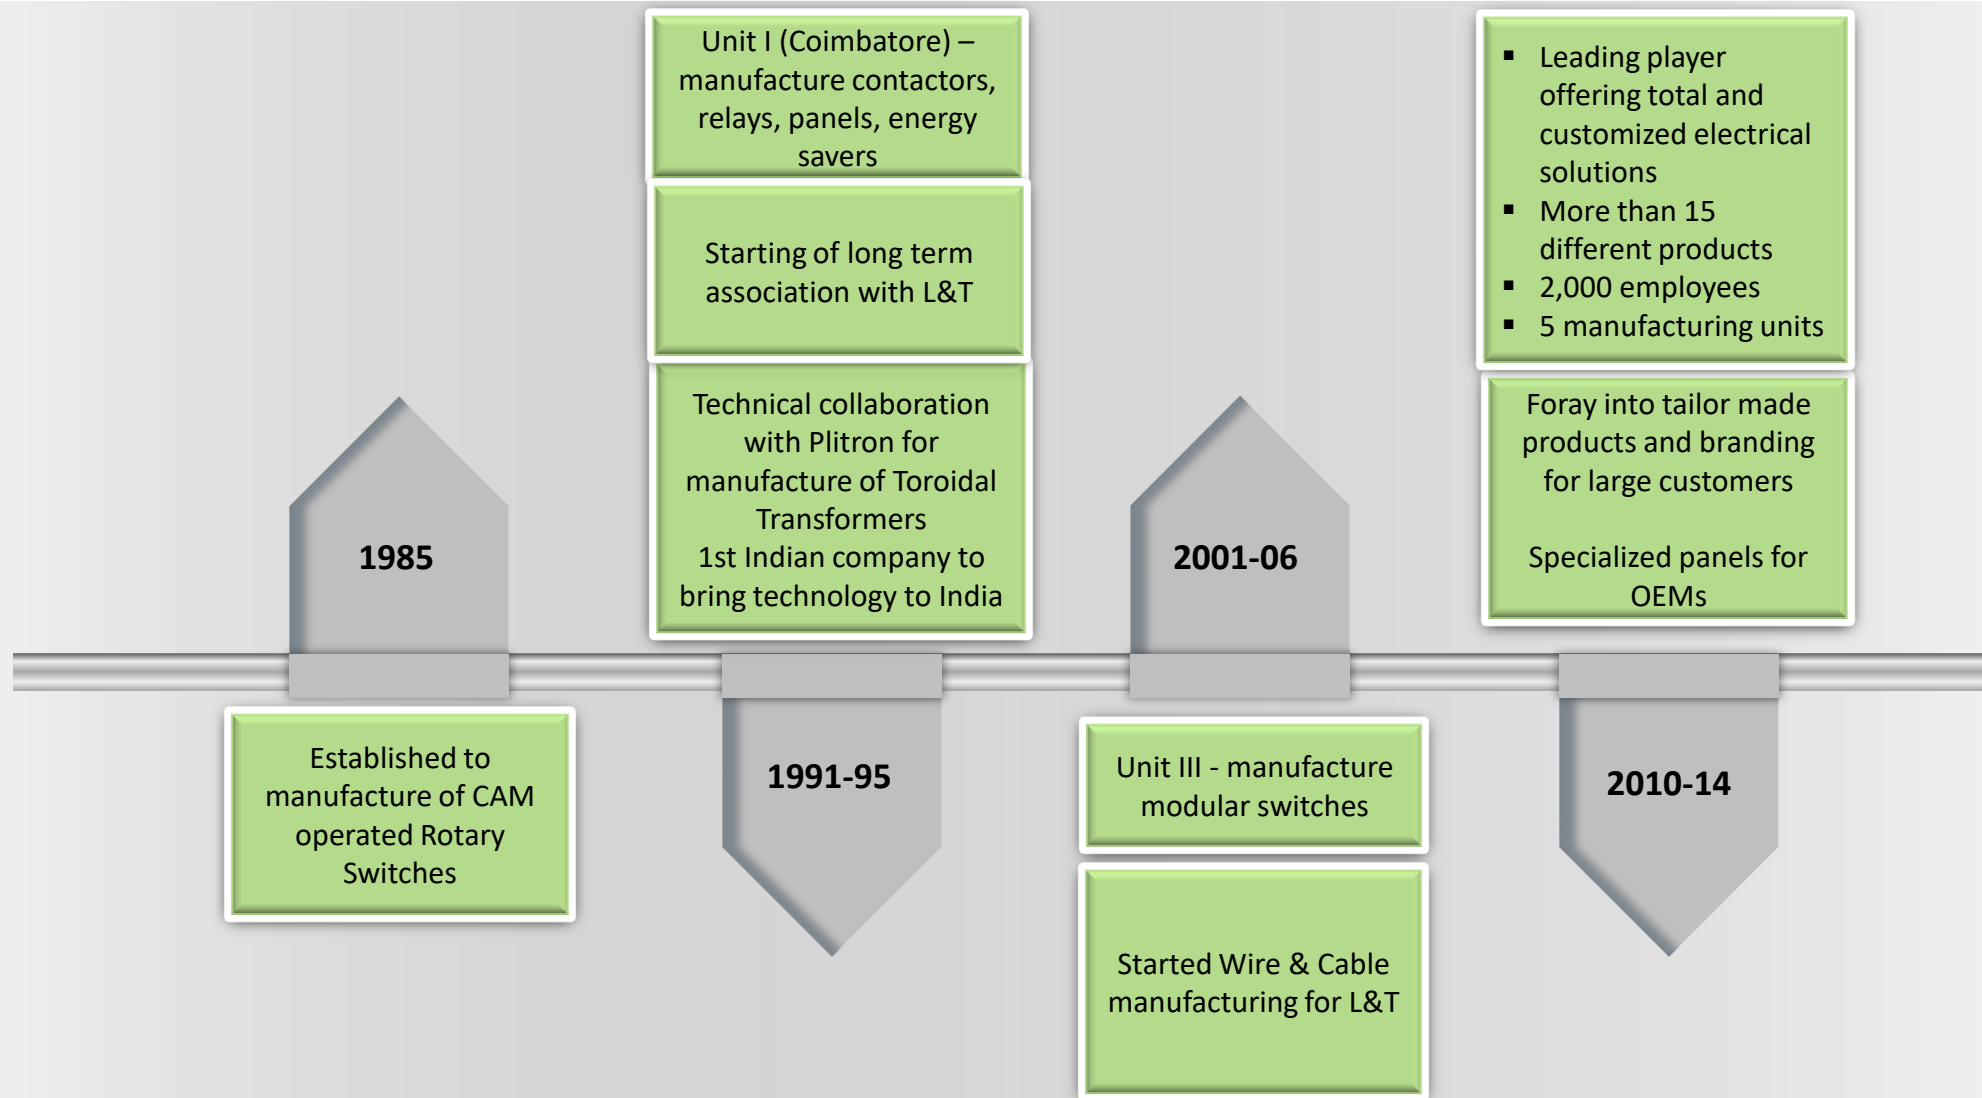 1985
Established to
manufacture of CAM
operated Rotary
Switches
Unit I (Coimbatore) –
manufacture contactors,
relays, panels, energy
savers
Starting of long term
association with L&T
Technical collaboration
with Plitron for
manufacture of Toroidal
Transformers
1st Indian company to
bring technology to India
1991-95
2001-06
Unit III - manufacture
modular switches
Started Wire & Cable
manufacturing for L&T
▪ Leading player
offering total and
customized electrical
solutions
▪ More than 15
different products
▪ 2,000 employees
▪ 5 manufacturing units
Foray into tailor made
products and branding
for large customers
Specialized panels for
OEMs
2010-14